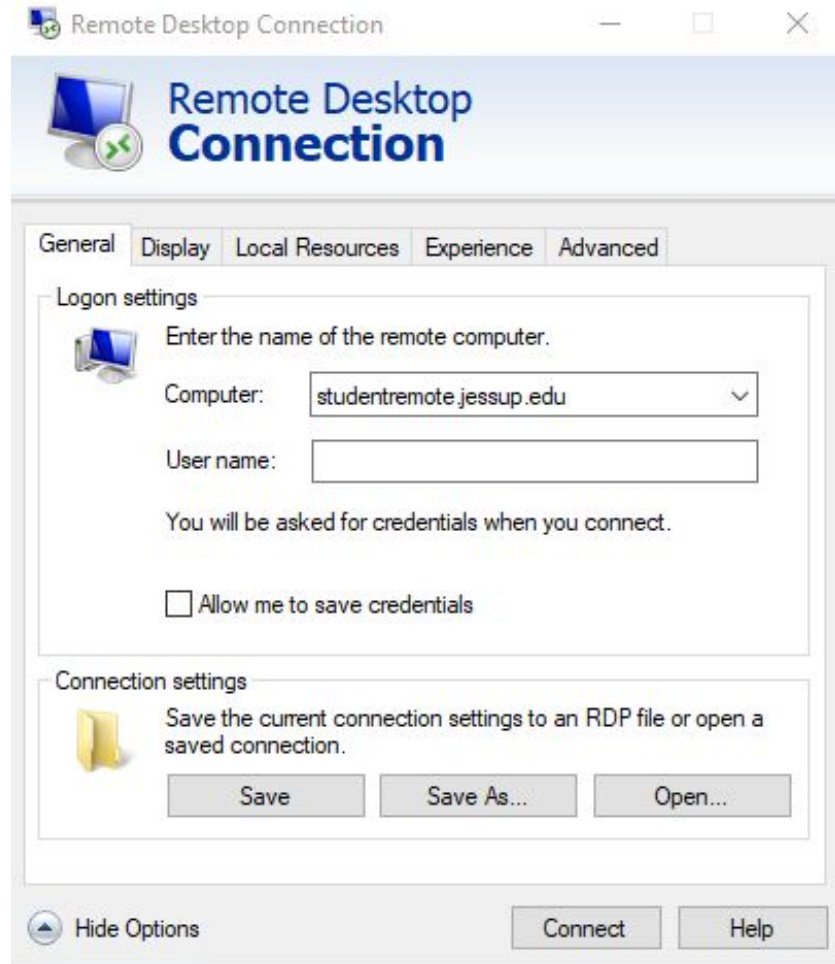 Remote Desktop Connection
Remote Desktop
Connection
General Display Local Resources Experience Advanced
Logon settings
Enter the name of the remote computer.
Computer: studentremote.jessup.edu
User name:
You will be asked for credentials when you connect.
Allow me to save credentials
Connection settings
Save the current connection settings to an RDP file or open a
saved connection.
Save Save As... Open...
Hide Options Connect Help